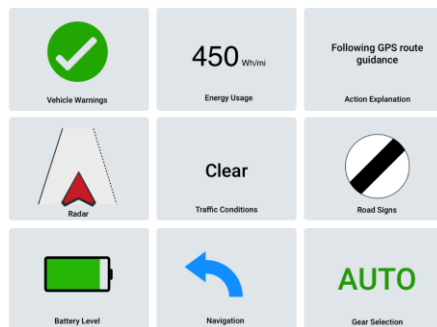 Vehicle Warnings
450 Wh/mi
Energy Usage
Following GPS route
guidance
Action Explanation
Radar
Clear
Traffic Conditions
Road Signs
Battery Level
Navigation
AUTO
Gear Selection